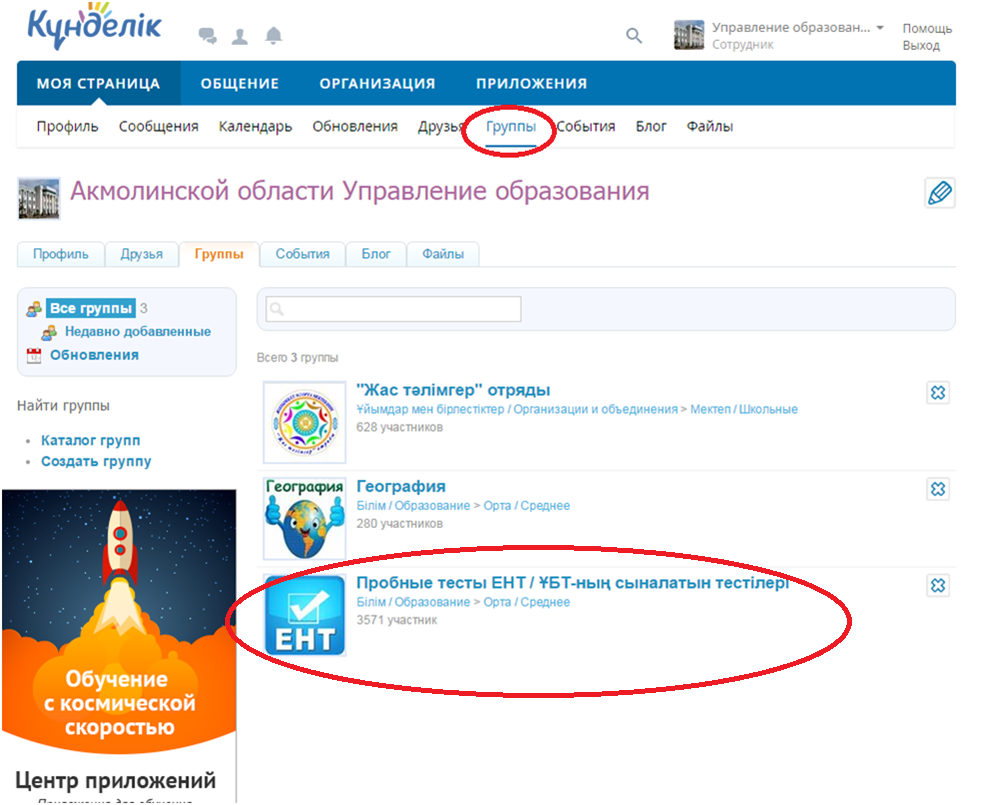 Күнделік
Управление образован...
Сотрудник
Помощь
Выход
МОЯ СТРАНИЦА ОБЩЕНИЕ ОРГАНИЗАЦИЯ ПРИЛОЖЕНИЯ
Профиль Сообщения Календарь Обновления Друзья Группы События Блог Файлы
Акмолинской области Управление образования
Профиль Друзья Группы События Блог Файлы
Все группы 3
Недавно добавленные
Обновления
Найти группы
Каталог групп
Создать группу
Всего 3 группы
"Жас тәлімгер" отряды
Ұйымдар мен бірлестіктер / Организации и объединения > Мектеп / Школьные
628 участников
География
География
Білім / Образование > Орта / Среднее
280 участников
ЕНТ
Пробные тесты ЕНТ / ҰБТ-ның сыналатын тестілері
Білім / Образование > Орта / Среднее
3571 участник
Обучение
с космической
скоростью
Центр приложений
Приложения для обучения